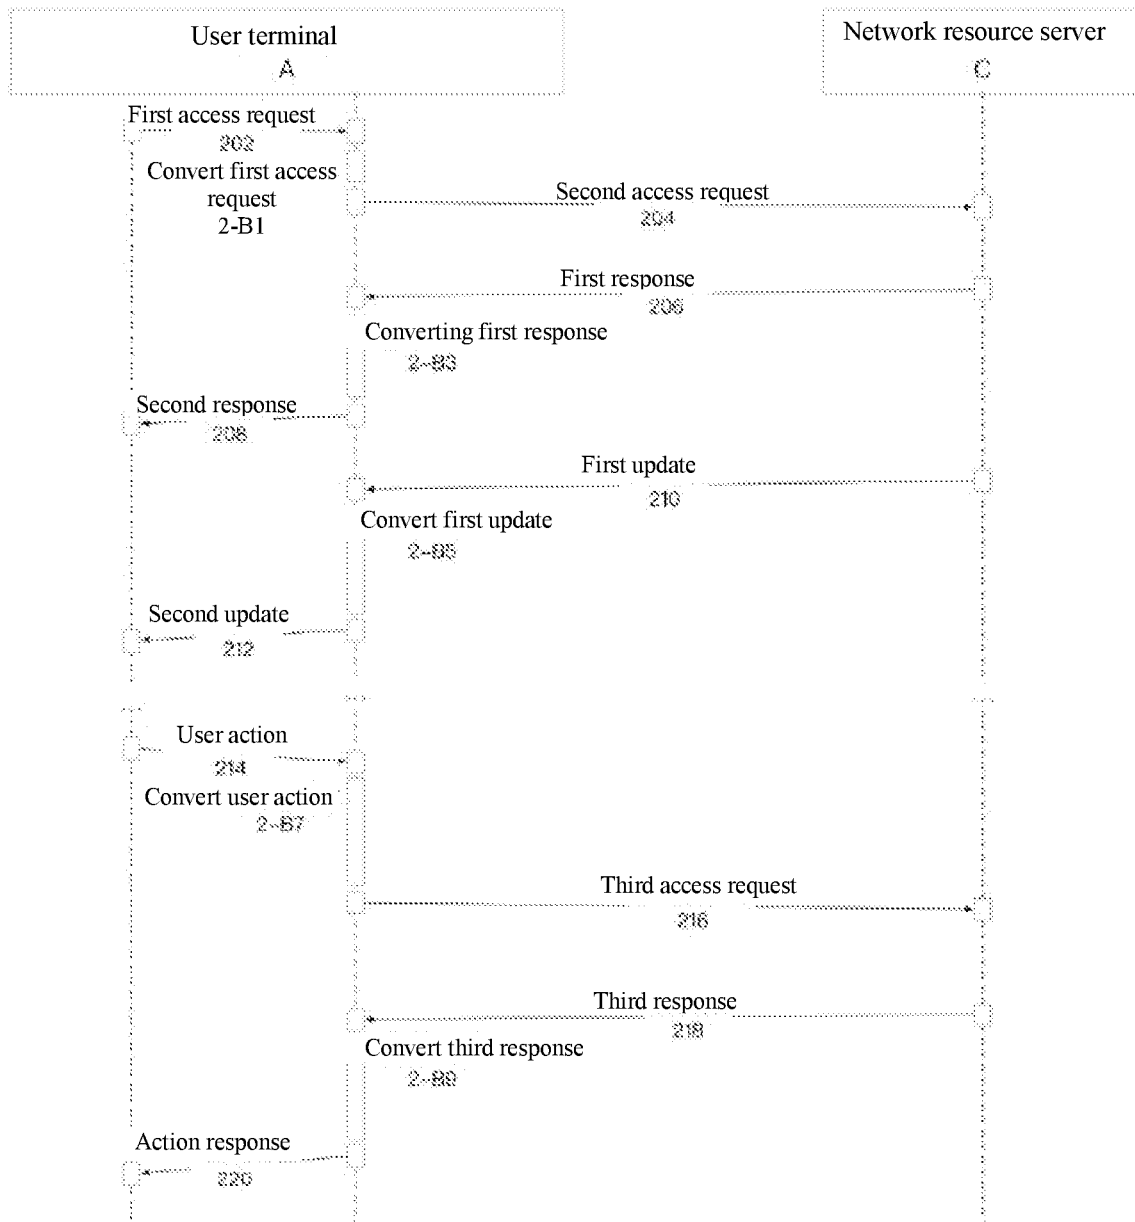 User terminal
A
Network resource server
C
First access request
202
Convert first access
request
2-B1
Second access request
204
First response
206
Converting first response
2-B3
Second response
208
First update
210
Convert first update
2-B5
Second update
212
User action
214
Convert user action
2-B7
Third access request
216
Third response
218
Convert third response
2-B9
Action response
220